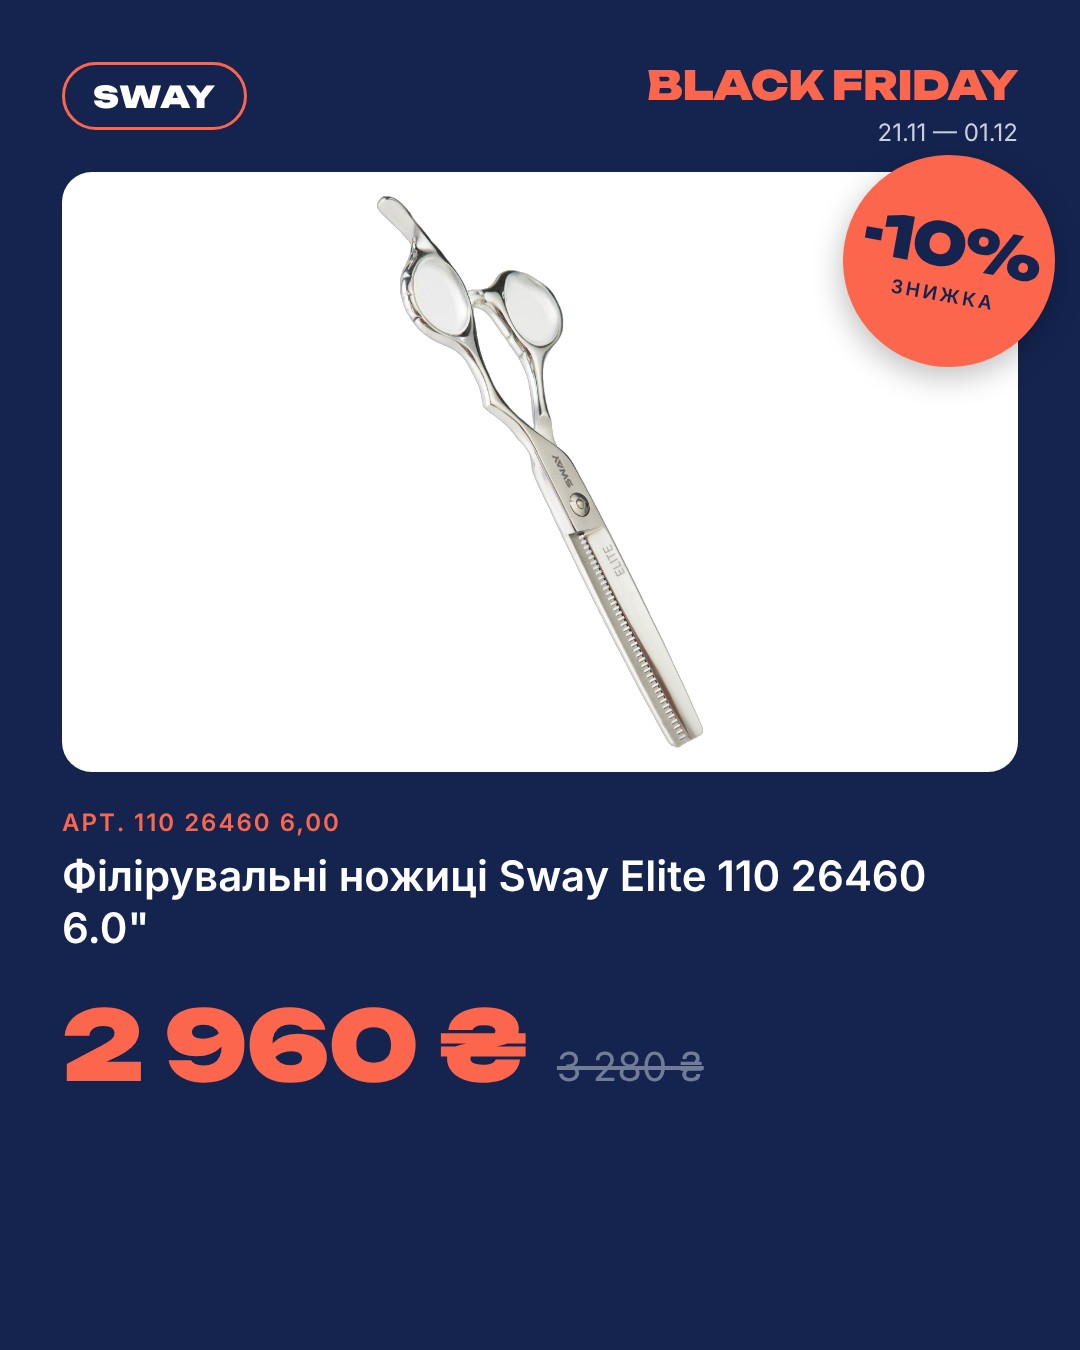 SWAY
BLACK FRIDAY
21.11 — 01.12
-10%
ЗНИЖКА
SWAY
ELITE
АРТ. 110 26460 6,00
Філірувальні ножиці Sway Elite 110 26460
6.0"
2 960 ₴
3 280 ₴